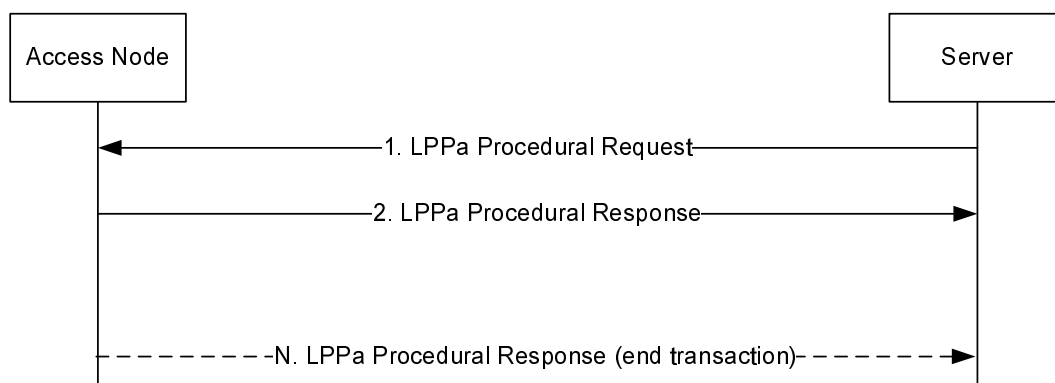 Access Node
Server
1. LPPa Procedural Request
2. LPPa Procedural Response
N. LPPa Procedural Response (end transaction)